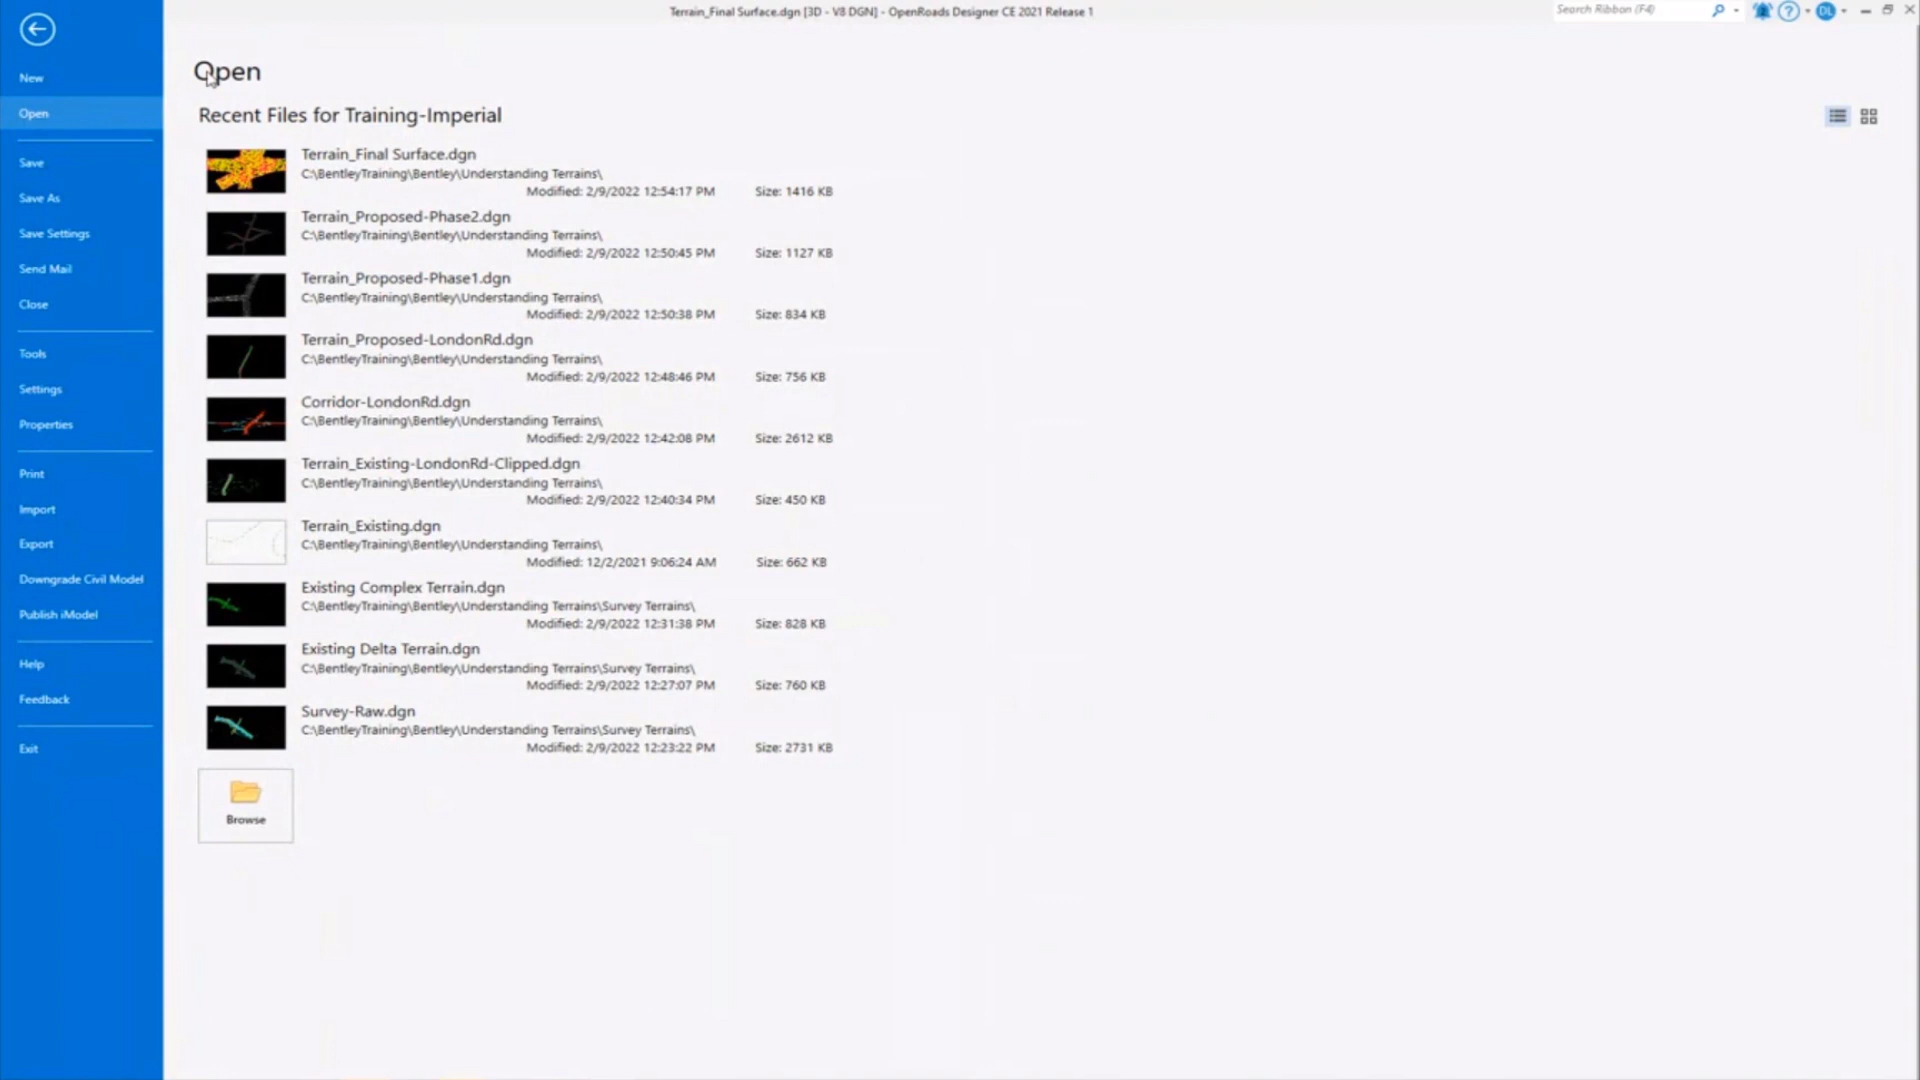 Terrain_Final Surface.dgn [3D - V8 DGN] - OpenRoads Designer CE 2021 Release 1
Search Ribbon (F4)
DL
New
Open
Save
Save As
Save Settings
Send Mail
Close
Tools
Settings
Properties
Print
Import
Export
Downgrade Civil Model
Publish iModel
Help
Feedback
Exit
Open
Recent Files for Training-Imperial
Terrain_Final Surface.dgn
C:\BentleyTraining\Bentley\Understanding Terrains\
Modified: 2/9/2022 12:54:17 PM Size: 1416 KB
Terrain_Proposed-Phase2.dgn
C:\BentleyTraining\Bentley\Understanding Terrains\
Modified: 2/9/2022 12:50:45 PM Size: 1127 KB
Terrain_Proposed-Phase1.dgn
C:\BentleyTraining\Bentley\Understanding Terrains\
Modified: 2/9/2022 12:50:38 PM Size: 834 KB
Terrain_Proposed-LondonRd.dgn
C:\BentleyTraining\Bentley\Understanding Terrains\
Modified: 2/9/2022 12:48:46 PM Size: 756 KB
Corridor-LondonRd.dgn
C:\BentleyTraining\Bentley\Understanding Terrains\
Modified: 2/9/2022 12:42:08 PM Size: 2612 KB
Terrain_Existing-LondonRd-Clipped.dgn
C:\BentleyTraining\Bentley\Understanding Terrains\
Modified: 2/9/2022 12:40:34 PM Size: 450 KB
Terrain_Existing.dgn
C:\BentleyTraining\Bentley\Understanding Terrains\
Modified: 12/2/2021 9:06:24 AM Size: 662 KB
Existing Complex Terrain.dgn
C:\BentleyTraining\Bentley\Understanding Terrains\Survey Terrains\
Modified: 2/9/2022 12:31:38 PM Size: 828 KB
Existing Delta Terrain.dgn
C:\BentleyTraining\Bentley\Understanding Terrains\Survey Terrains\
Modified: 2/9/2022 12:27:07 PM Size: 760 KB
Survey-Raw.dgn
C:\BentleyTraining\Bentley\Understanding Terrains\Survey Terrains\
Modified: 2/9/2022 12:23:22 PM Size: 2731 KB
Browse